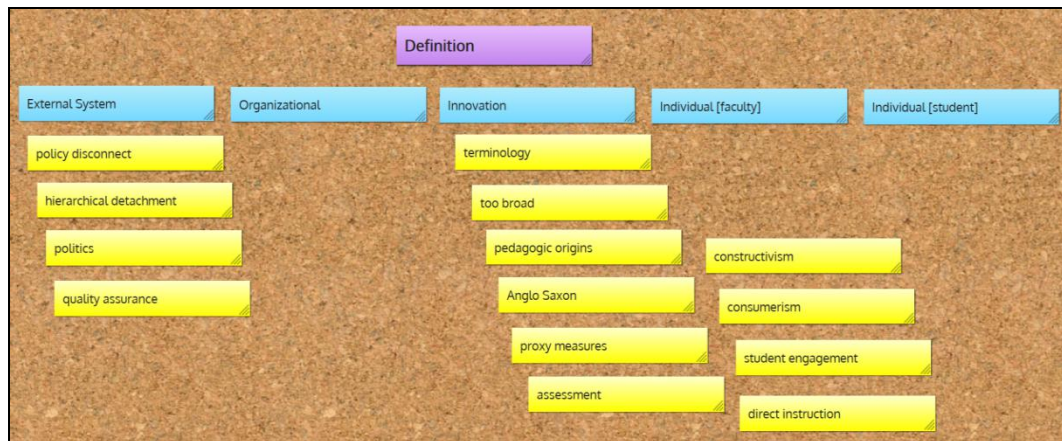 Definition
External System
Organizational
Innovation
Individual [faculty]
Individual [student]
policy disconnect
hierarchical detachment
politics
quality assurance
terminology
too broad
pedagogic origins
Anglo Saxon
proxy measures
assessment
constructivism
consumerism
student engagement
direct instruction